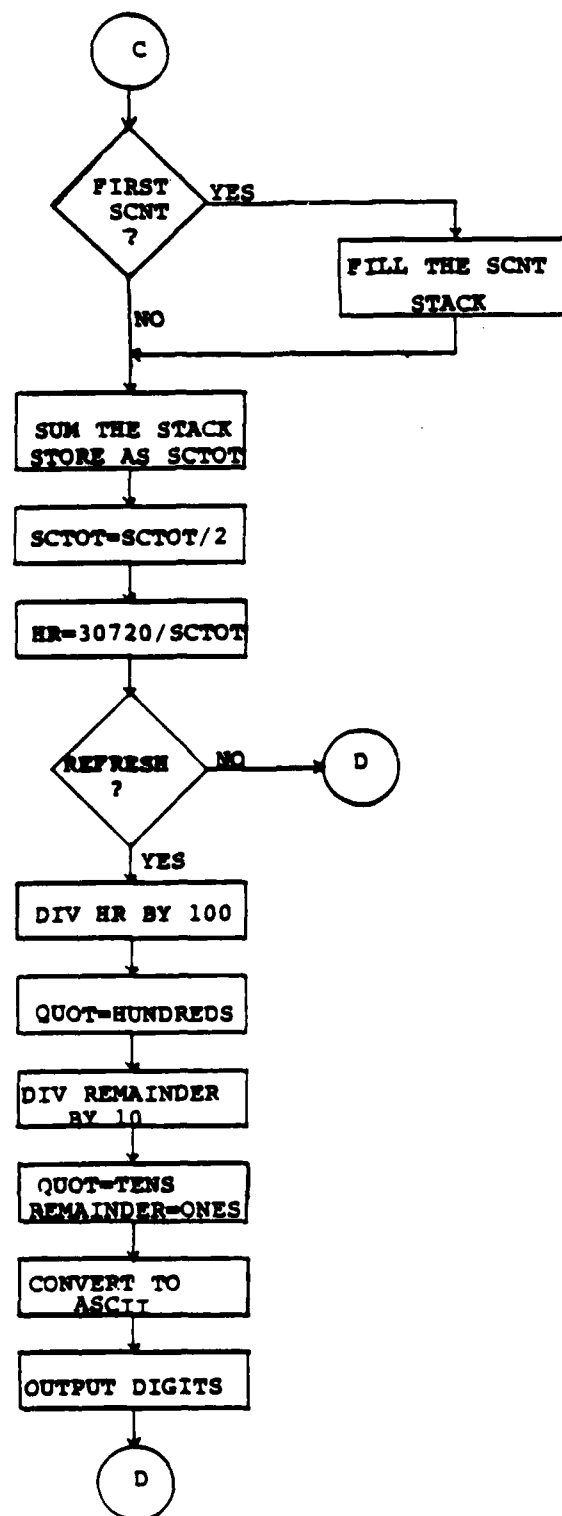 C
FIRST
SCNT
?
YES
FILL THE SCNT
STACK
NO
SUM THE STACK
STORE AS SCTOT
SCTOT=SCTOT/2
HR=30720/SCTOT
REFRESH
?
NO
D
YES
DIV HR BY 100
QUOT=HUNDREDS
DIV REMAINDER
BY 10
QUOT=TENS
REMAINDER=ONES
CONVERT TO
ASCII
OUTPUT DIGITS
D